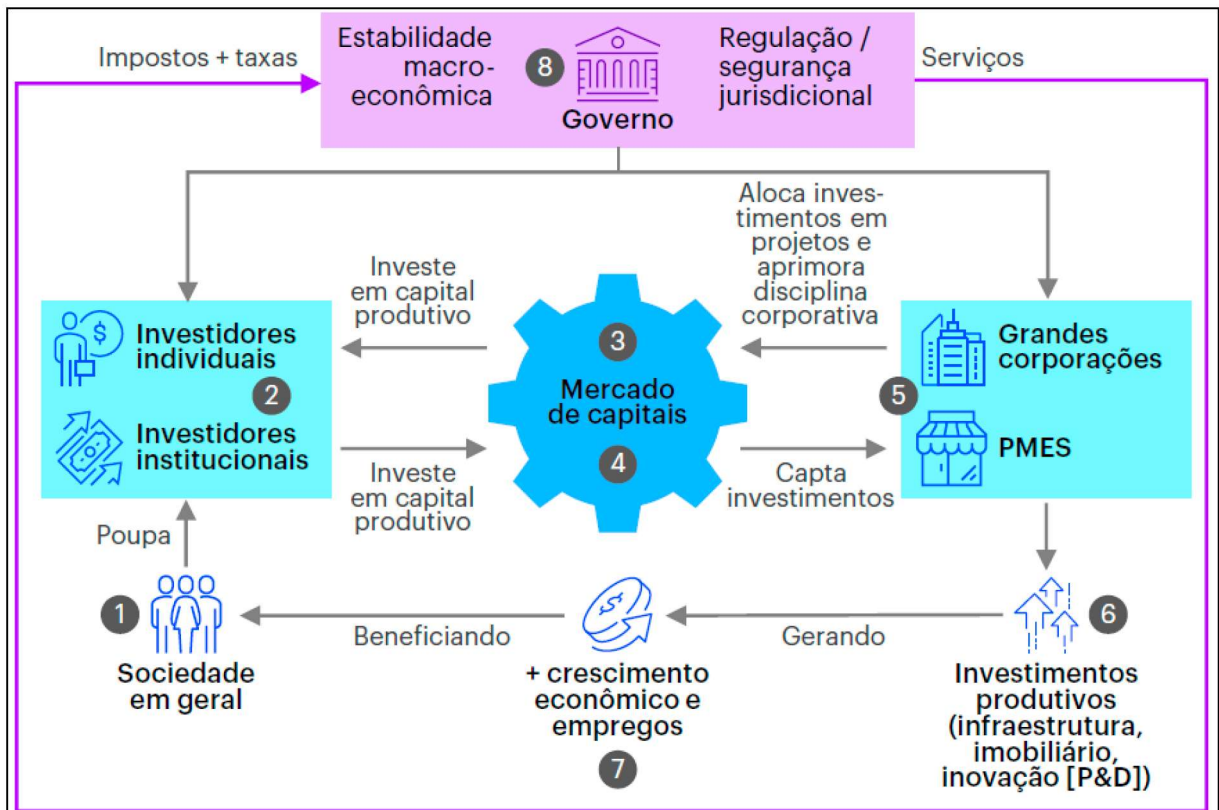 Impostos + taxas
Estabilidade
macro-
econômica
8
Governo
Regulação /
segurança
jurisdicional
Serviços
Investe
em capital
produtivo
Aloca inves-
timentos em
projetos e
aprimora
disciplina
corporativa
Investidores
individuais
2
Investidores
institucionais
3
Mercado
de capitais
4
Grandes
corporações
5
PMES
Investe
em capital
produtivo
Capta
investimentos
Poupa
1
Sociedade
em geral
Beneficiando
+ crescimento
econômico e
empregos
7
Gerando
6
Investimentos
produtivos
(infraestrutura,
imobiliário,
inovação [P&D])